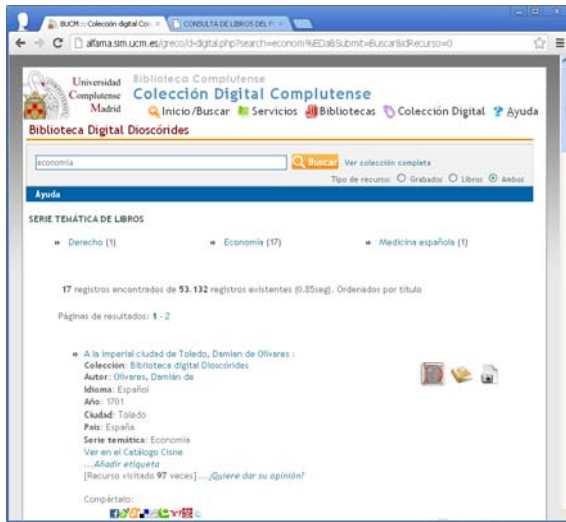 BUCM :: Colección digital Con
CONSULTA DE LIBROS DEL F
alfama.sim.ucm.es/greco/d-digital.php?search=econom%EDa&Submit=Buscar&idRecurso=0
Universidad Complutense Madrid
Biblioteca Complutense
Colección Digital Complutense
Inicio/Buscar Servicios Bibliotecas Colección Digital Ayuda
Biblioteca Digital Dioscórides
economía Buscar Ver colección completa
Tipo de recurso: Grabados Libros Ambos
Ayuda
SERIE TEMÁTICA DE LIBROS
Derecho (1) Economía (17) Medicina española (1)
17 registros encontrados de 53.132 registros existentes (0.85seg). Ordenados por título
Páginas de resultados: 1 - 2
A la Imperial ciudad de Toledo, Damian de Olivares :
Colección: Biblioteca digital Dioscórides
Autor: Olivares, Damián de
Idioma: Español
Año: 1701
Ciudad: Toledo
País: España
Serie temática: Economía
Ver en el Catálogo Cisne
...Añadir etiqueta
[Recurso visitado 97 veces] ...¿Quiere dar su opinión?
Compártelo: